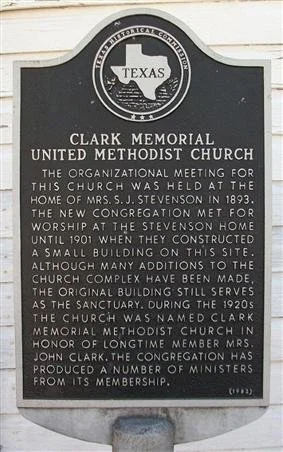 TEXAS HISTORICAL COMMISSION
TEXAS
CLARK MEMORIAL
UNITED METHODIST CHURCH
THE ORGANIZATIONAL MEETING FOR
THIS CHURCH WAS HELD AT THE
HOME OF MRS. S. J. STEVENSON IN 1893.
THE NEW CONGREGATION MET FOR
WORSHIP AT THE STEVENSON HOME
UNTIL 1901 WHEN THEY CONSTRUCTED
A SMALL BUILDING ON THIS SITE.
ALTHOUGH MANY ADDITIONS TO THE
CHURCH COMPLEX HAVE BEEN MADE,
THE ORIGINAL BUILDING STILL SERVES
AS THE SANCTUARY. DURING THE 1920s
THE CHURCH WAS NAMED CLARK
MEMORIAL METHODIST CHURCH IN
HONOR OF LONGTIME MEMBER MRS.
JOHN CLARK. THE CONGREGATION HAS
PRODUCED A NUMBER OF MINISTERS
FROM ITS MEMBERSHIP.
(1982)